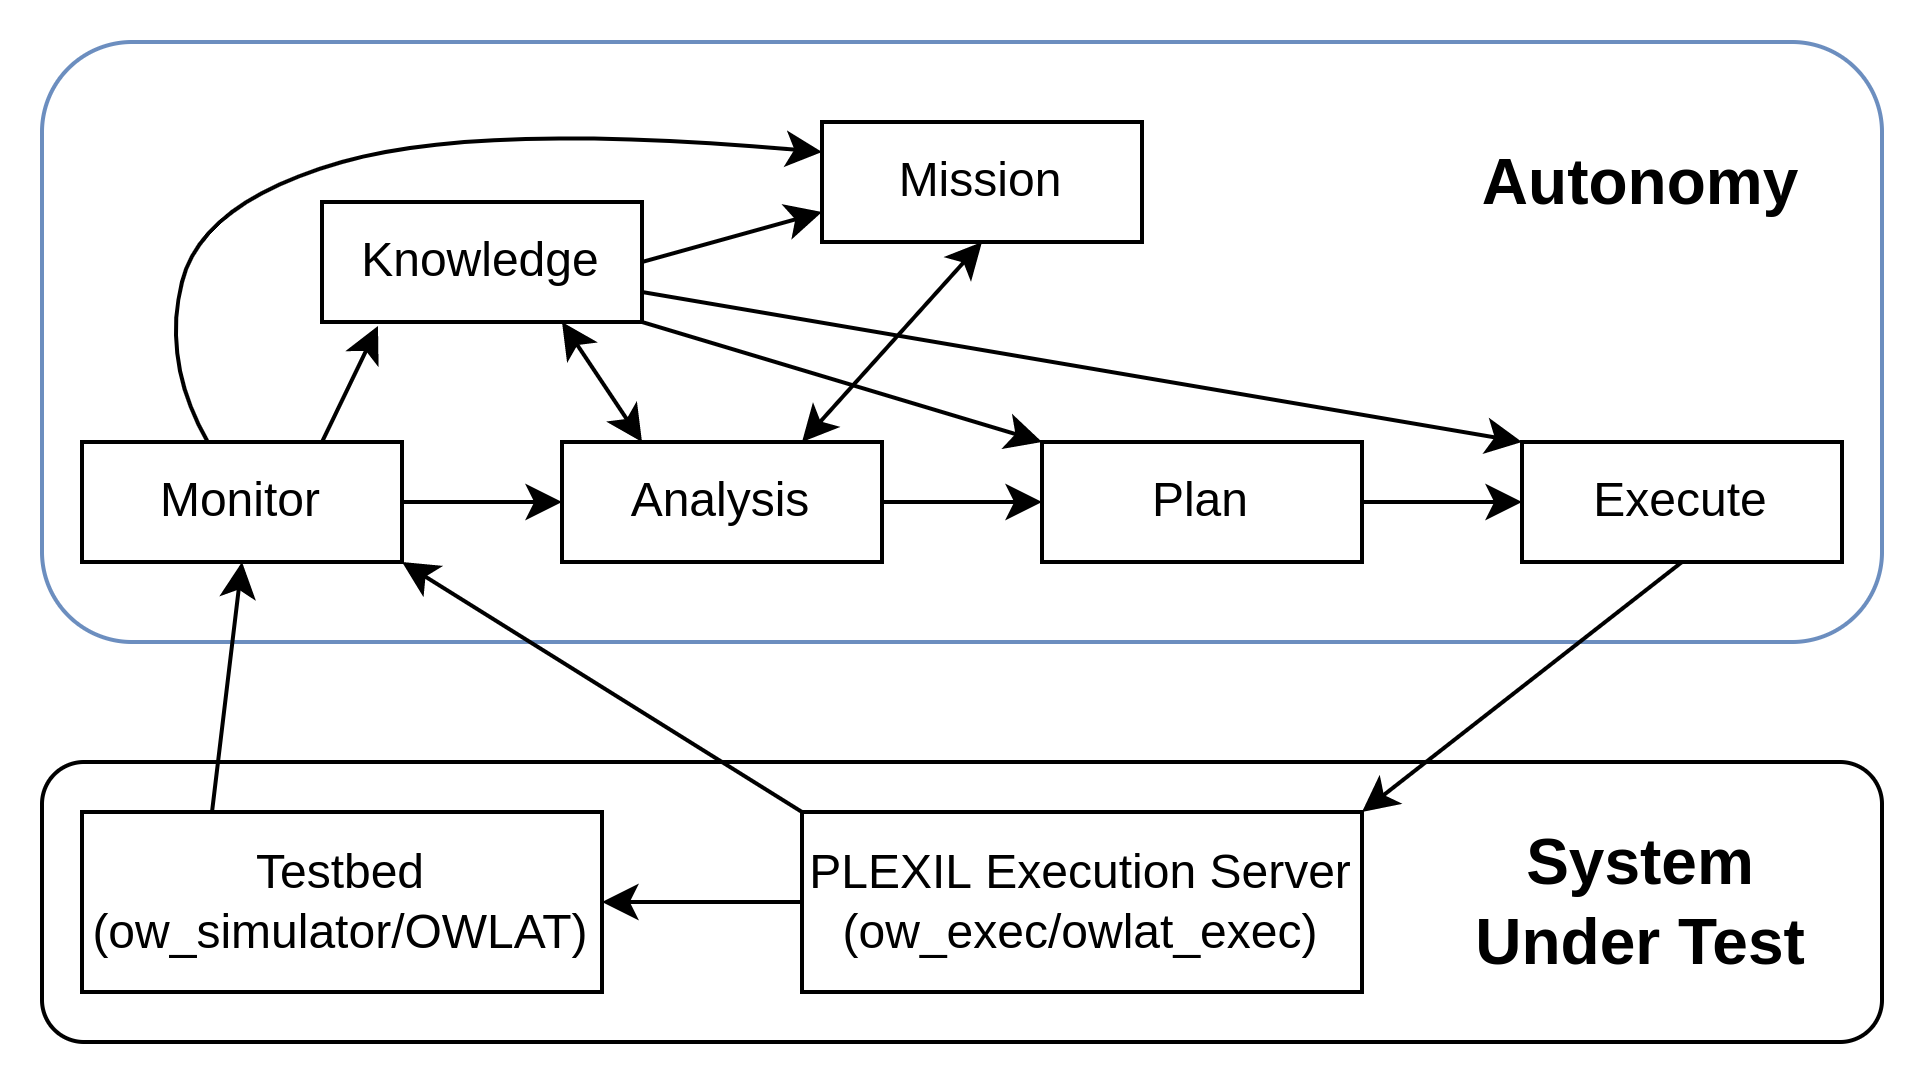 Mission
Autonomy
Knowledge
Monitor
Analysis
Plan
Execute
Testbed
(ow_simulator/OWLAT)
PLEXIL Execution Server
(ow_exec/owlat_exec)
System
Under Test